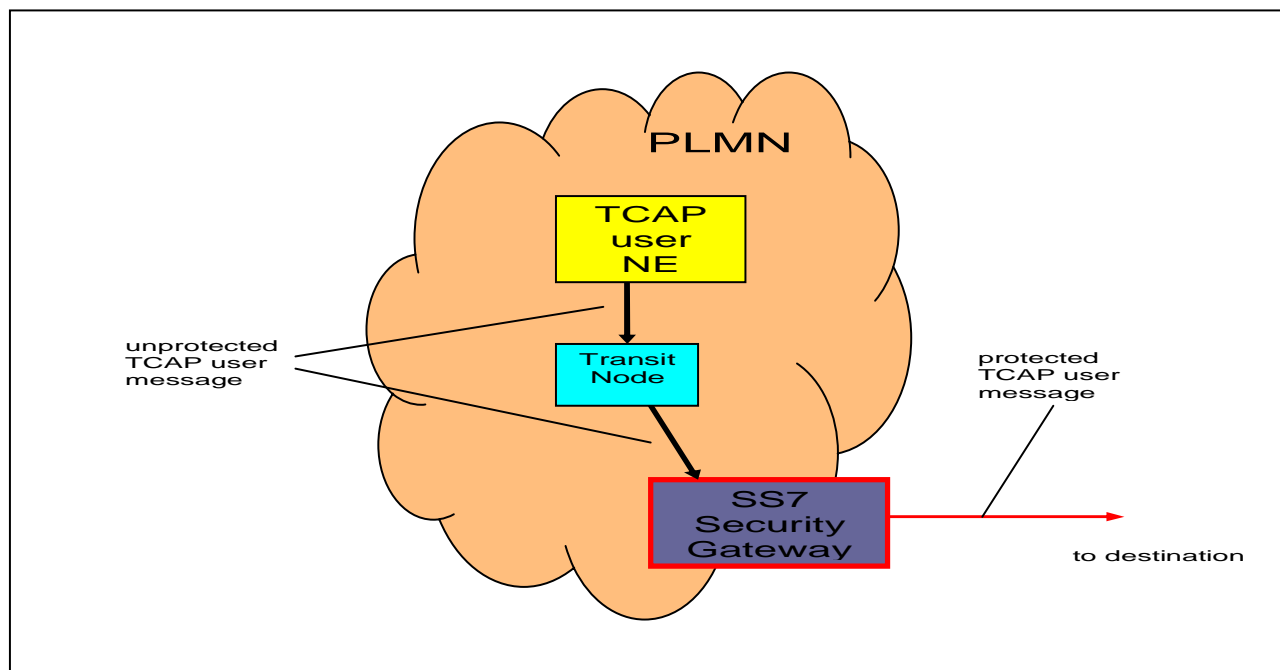 PLMN
TCAP
user
NE
unprotected
TCAP user
message
Transit
Node
protected
TCAP user
message
SS7
Security
Gateway
to destination